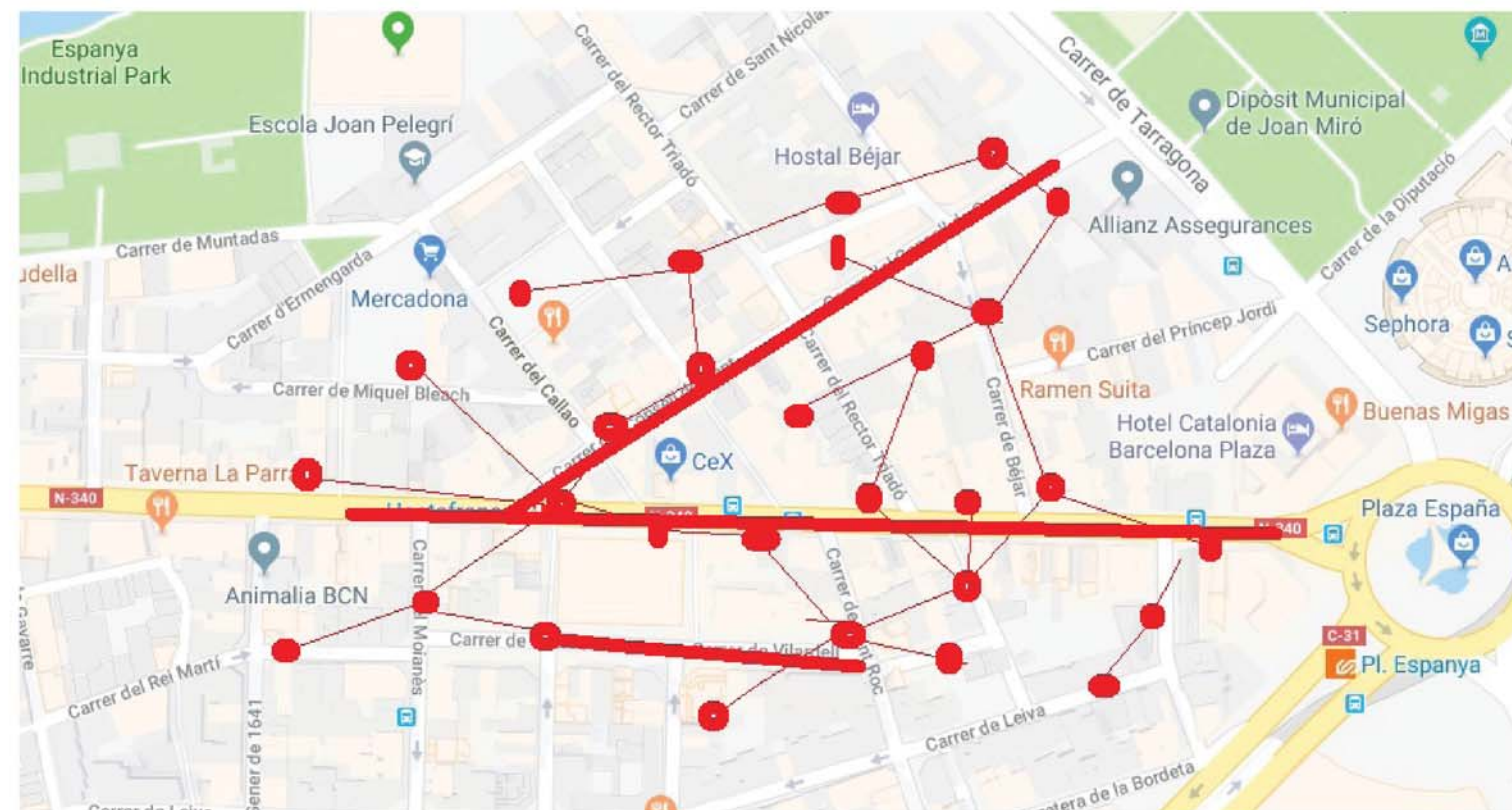 Espanya
Industrial Park
Escola Joan Pelegrí
Carrer del Rector Triadó
Carrer de Sant Nicolau
Hostal Béjar
Carrer de Tarragona
Dipòsit Municipal
de Joan Miró
Allianz Assegurances
Carrer de la Diputació
Carrer de Muntadas
udella
Mercadona
Carrer d'Ermengarda
Carrer del Callao
Carrer de Miquel Bleach
Carrer del Príncep Jordi
Sephora
Ramen Suita
Carrer del Rector Triadó
Carrer de Béjar
Hotel Catalonia
Barcelona Plaza
Buenas Migas
Taverna La Parra
CeX
N-340
N-340
Plaza España
Animalia BCN
Carrer de
Carrer del Rei Martí
C-31
Pl. Espanya
Carrer de Leiva